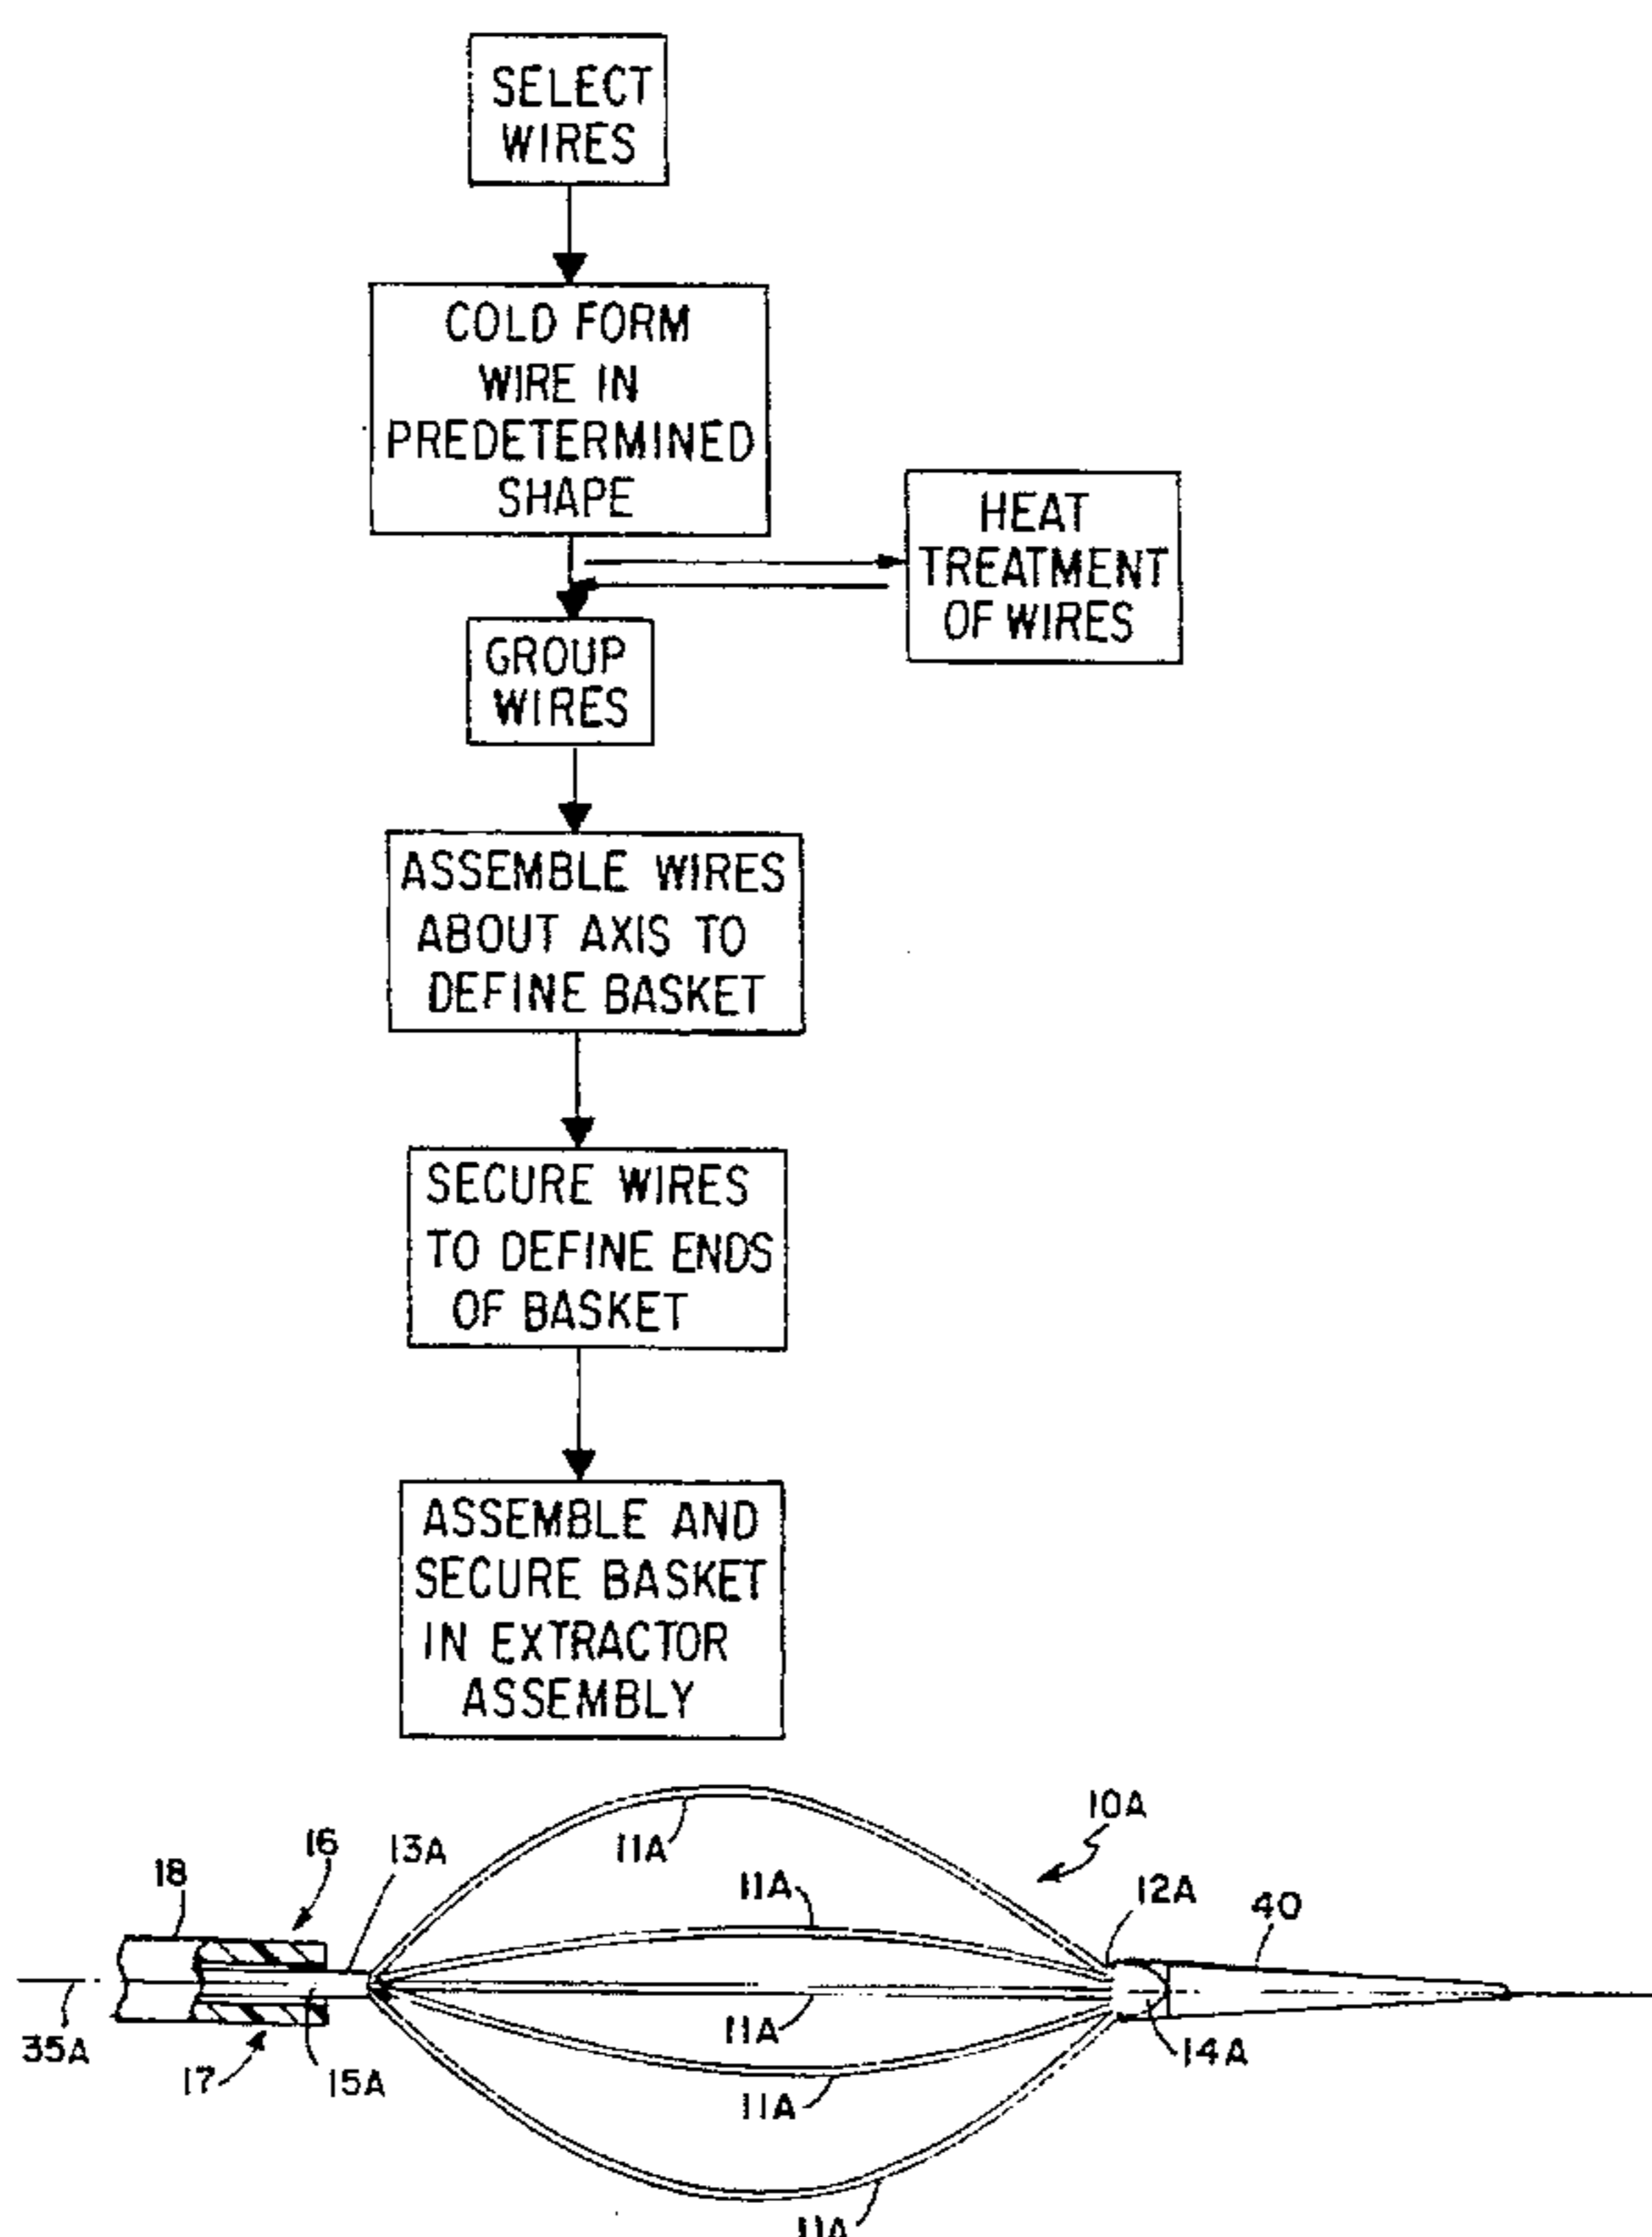 SELECT
WIRES
COLD FORM
WIRE IN
PREDETERMINED
SHAPE
HEAT
TREATMENT
OF WIRES
GROUP
WIRES
ASSEMBLE WIRES
ABOUT AXIS TO
DEFINE BASKET
SECURE WIRES
TO DEFINE ENDS
OF BASKET
ASSEMBLE AND
SECURE BASKET
IN EXTRACTOR
ASSEMBLY
10A
16
13A
11A
18
11A
12A
40
35A
17
15A
11A
14A
11A
11A